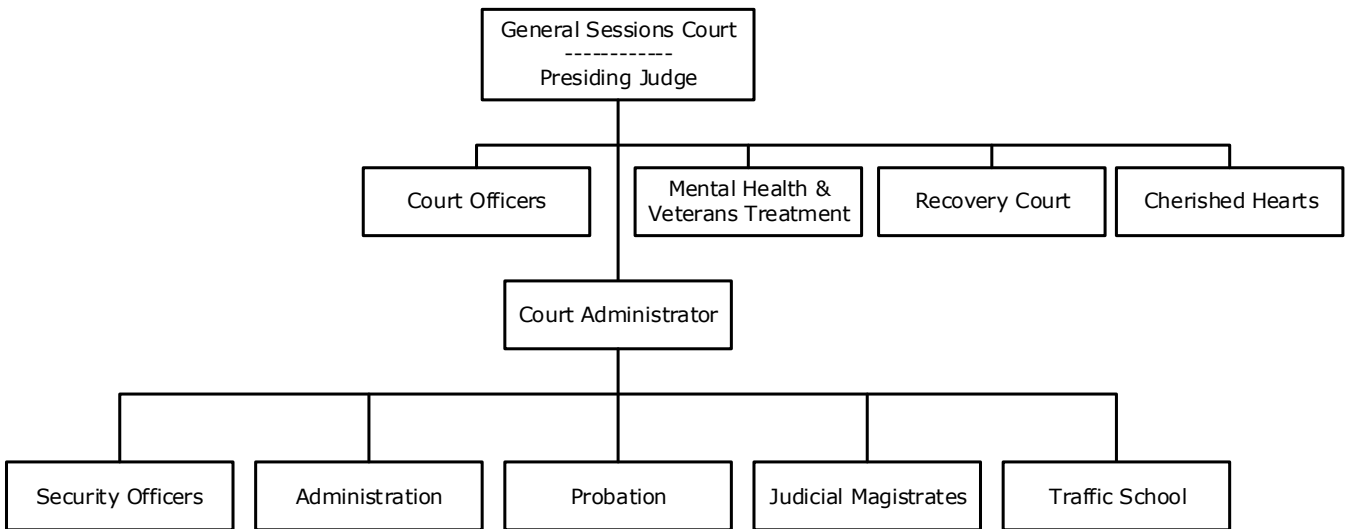 General Sessions Court
------------
Presiding Judge
Court Officers
Mental Health &
Veterans Treatment
Recovery Court
Cherished Hearts
Court Administrator
Security Officers
Administration
Probation
Judicial Magistrates
Traffic School